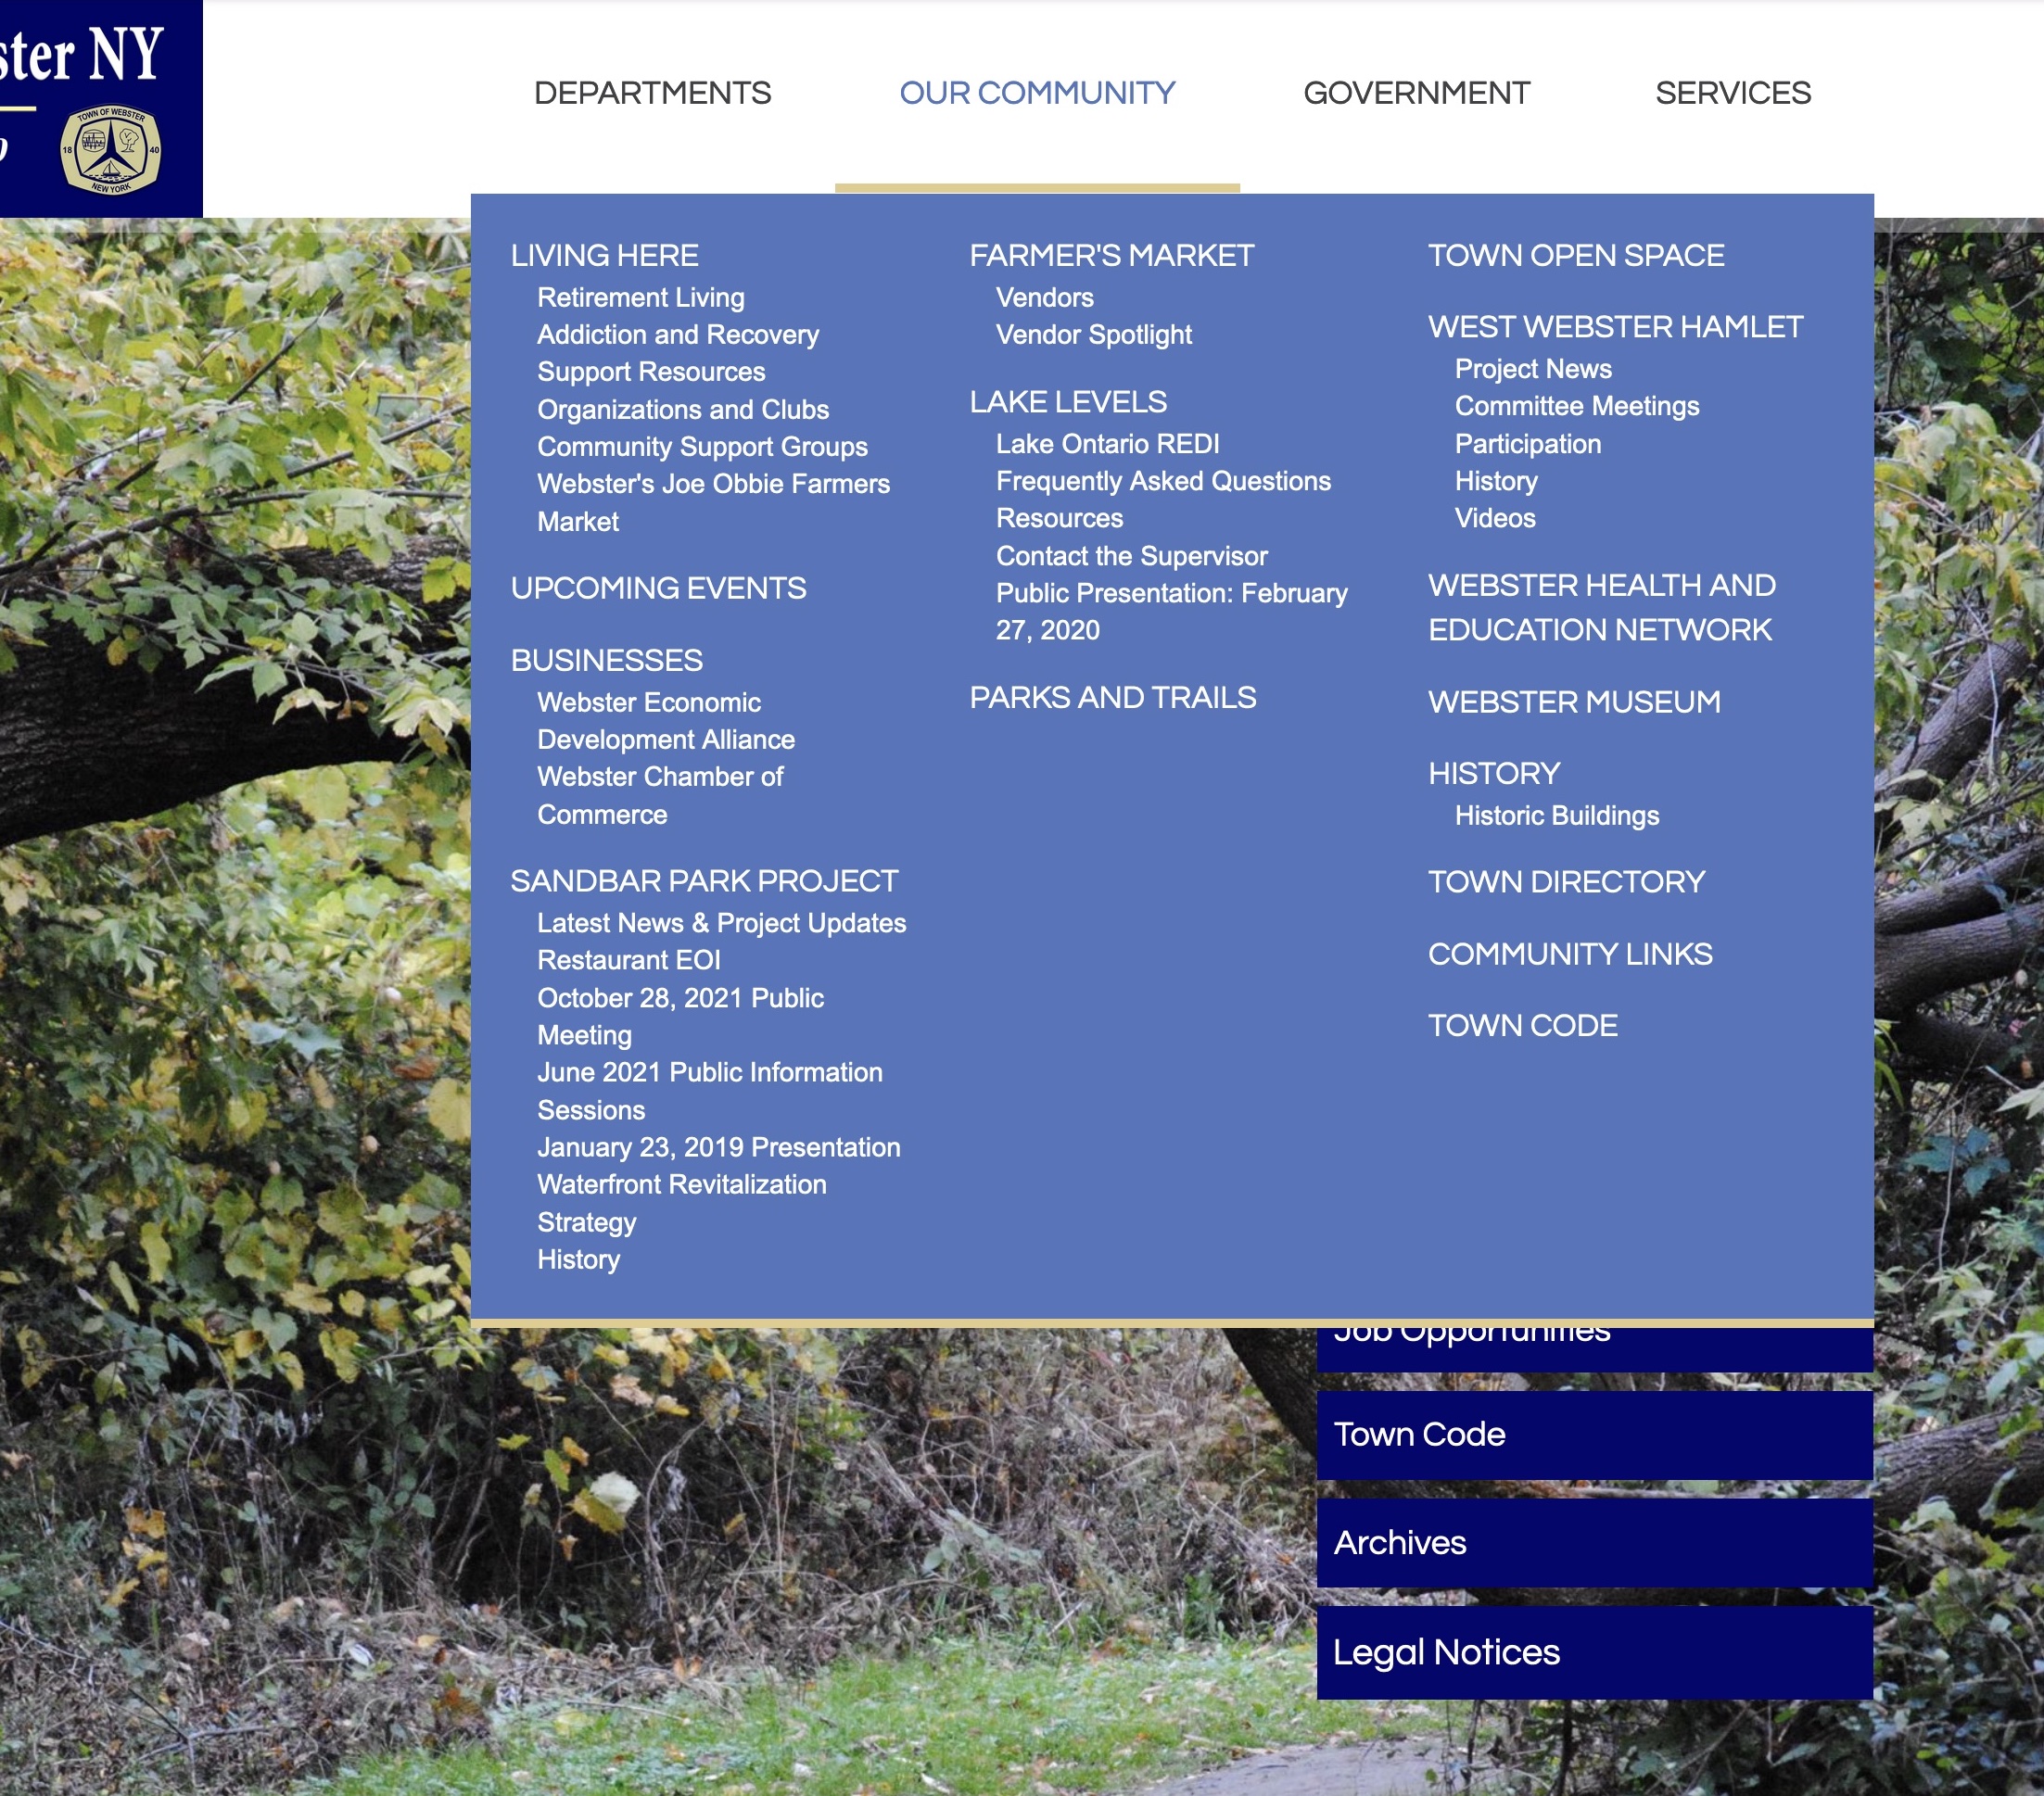 ster NY
TOWN OF WEBSTER
18 40
NEW YORK
DEPARTMENTS
OUR COMMUNITY
GOVERNMENT
SERVICES
LIVING HERE
Retirement Living
Addiction and Recovery
Support Resources
Organizations and Clubs
Community Support Groups
Webster's Joe Obbie Farmers
Market
UPCOMING EVENTS
BUSINESSES
Webster Economic
Development Alliance
Webster Chamber of
Commerce
SANDBAR PARK PROJECT
Latest News & Project Updates
Restaurant EOI
October 28, 2021 Public
Meeting
June 2021 Public Information
Sessions
January 23, 2019 Presentation
Waterfront Revitalization
Strategy
History
FARMER'S MARKET
Vendors
Vendor Spotlight
LAKE LEVELS
Lake Ontario REDI
Frequently Asked Questions
Resources
Contact the Supervisor
Public Presentation: February
27, 2020
PARKS AND TRAILS
TOWN OPEN SPACE
WEST WEBSTER HAMLET
Project News
Committee Meetings
Participation
History
Videos
WEBSTER HEALTH AND
EDUCATION NETWORK
WEBSTER MUSEUM
HISTORY
Historic Buildings
TOWN DIRECTORY
COMMUNITY LINKS
TOWN CODE
Job Opportunities
Town Code
Archives
Legal Notices